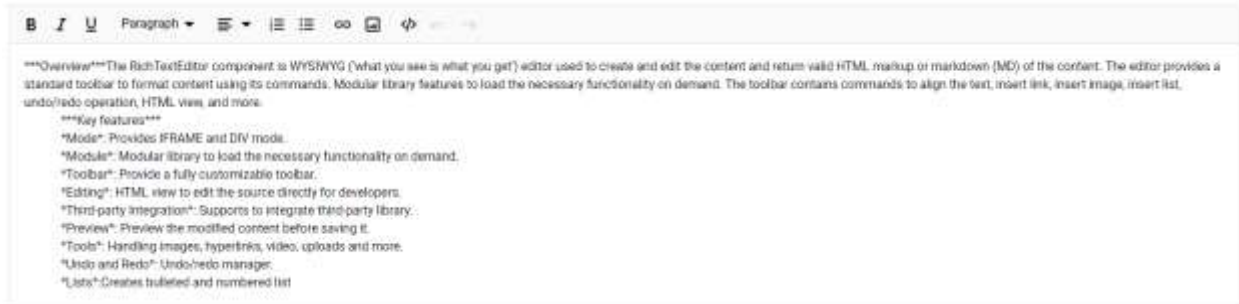 B I U Paragraph
***Overview***The RichTextEditor component is WYSIWYG ('what you see is what you get') editor used to create and edit the content and return valid HTML markup or markdown (MD) of the content. The editor provides a
standard toolbar to format content using its commands. Modular library features to load the necessary functionality on demand. The toolbar contains commands to align the text, insert link, insert image, insert list,
undo/redo operation, HTML view, and more.
***Key features***
*Mode*: Provides IFRAME and DIV mode.
*Module*: Modular library to load the necessary functionality on demand.
*Toolbar*: Provide a fully customizable toolbar.
*Editing*: HTML view to edit the source directly for developers.
*Third-party Integration*: Supports to integrate third-party library.
*Preview*: Preview the modified content before saving it.
*Tools*: Handling images, hyperlinks, video, uploads and more.
*Undo and Redo*: Undo/redo manager.
*Lists*:Creates bulleted and numbered list